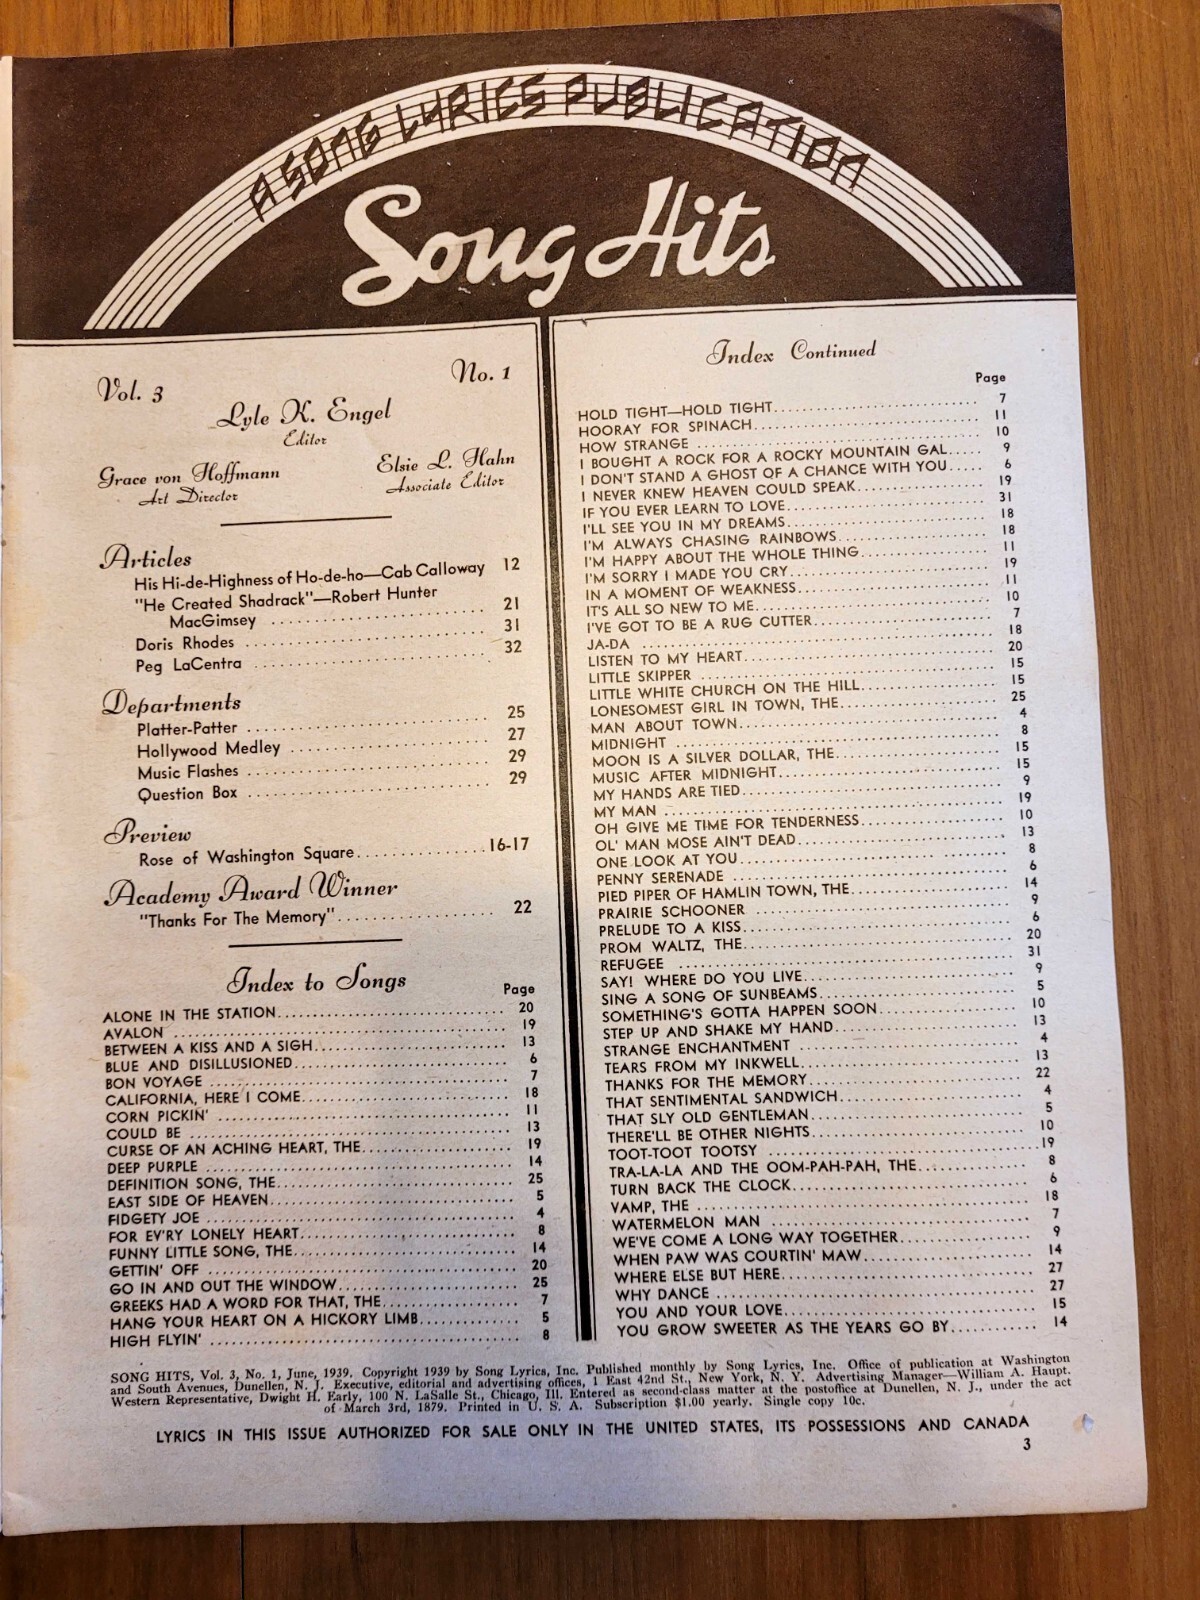 A SONG LYRICS PUBLICATION
Song Hits
Vol. 3
No. 1
Lyle K. Engel
Editor
Grace von Hoffmann
Art Director
Elsie L. Hahn
Associate Editor
Articles
His Hi-de-Highness of Ho-de-ho—Cab Calloway 12
"He Created Shadrack"—Robert Hunter
MacGimsey ........ 21
Doris Rhodes ........ 31
Peg LaCentra ........ 32
Departments
Platter-Patter ........ 25
Hollywood Medley ........ 27
Music Flashes ........ 29
Question Box ........ 29
Preview
Rose of Washington Square ........ 16-17
Academy Award Winner
"Thanks For The Memory" ........ 22
Index to Songs
Page
ALONE IN THE STATION ........ 20
AVALON ........ 19
BETWEEN A KISS AND A SIGH ........ 13
BLUE AND DISILLUSIONED ........ 6
BON VOYAGE ........ 7
CALIFORNIA, HERE I COME ........ 18
CORN PICKIN' ........ 11
COULD BE ........ 13
CURSE OF AN ACHING HEART, THE ........ 19
DEEP PURPLE ........ 14
DEFINITION SONG, THE ........ 25
EAST SIDE OF HEAVEN ........ 5
FIDGETY JOE ........ 4
FOR EV'RY LONELY HEART ........ 8
FUNNY LITTLE SONG, THE ........ 14
GETTIN' OFF ........ 20
GO IN AND OUT THE WINDOW ........ 25
GREEKS HAD A WORD FOR THAT, THE ........ 7
HANG YOUR HEART ON A HICKORY LIMB ........ 5
HIGH FLYIN' ........ 8
Index Continued
Page
HOLD TIGHT—HOLD TIGHT ........ 7
HOORAY FOR SPINACH ........ 11
HOW STRANGE ........ 10
I BOUGHT A ROCK FOR A ROCKY MOUNTAIN GAL ..... 9
I DON'T STAND A GHOST OF A CHANCE WITH YOU ..... 6
I NEVER KNEW HEAVEN COULD SPEAK ........ 19
IF YOU EVER LEARN TO LOVE ........ 31
I'LL SEE YOU IN MY DREAMS ........ 18
I'M ALWAYS CHASING RAINBOWS ........ 18
I'M HAPPY ABOUT THE WHOLE THING ........ 11
I'M SORRY I MADE YOU CRY ........ 19
IN A MOMENT OF WEAKNESS ........ 11
IT'S ALL SO NEW TO ME ........ 10
I'VE GOT TO BE A RUG CUTTER ........ 7
JA-DA ........ 18
LISTEN TO MY HEART ........ 20
LITTLE SKIPPER ........ 15
LITTLE WHITE CHURCH ON THE HILL ........ 15
LONESOMEST GIRL IN TOWN, THE ........ 25
MAN ABOUT TOWN ........ 4
MIDNIGHT ........ 8
MOON IS A SILVER DOLLAR, THE ........ 15
MUSIC AFTER MIDNIGHT ........ 15
MY HANDS ARE TIED ........ 9
MY MAN ........ 19
OH GIVE ME TIME FOR TENDERNESS ........ 10
OL' MAN MOSE AIN'T DEAD ........ 13
ONE LOOK AT YOU ........ 8
PENNY SERENADE ........ 6
PIED PIPER OF HAMLIN TOWN, THE ........ 14
PRAIRIE SCHOONER ........ 9
PRELUDE TO A KISS ........ 6
PROM WALTZ, THE ........ 20
REFUGEE ........ 31
SAY! WHERE DO YOU LIVE ........ 9
SING A SONG OF SUNBEAMS ........ 5
SOMETHING'S GOTTA HAPPEN SOON ........ 10
STEP UP AND SHAKE MY HAND ........ 13
STRANGE ENCHANTMENT ........ 4
TEARS FROM MY INKWELL ........ 13
THANKS FOR THE MEMORY ........ 22
THAT SENTIMENTAL SANDWICH ........ 4
THAT SLY OLD GENTLEMAN ........ 5
THERE'LL BE OTHER NIGHTS ........ 10
TOOT-TOOT TOOTSY ........ 19
TRA-LA-LA AND THE OOM-PAH-PAH, THE ........ 8
TURN BACK THE CLOCK ........ 6
VAMP, THE ........ 18
WATERMELON MAN ........ 7
WE'VE COME A LONG WAY TOGETHER ........ 9
WHEN PAW WAS COURTIN' MAW ........ 14
WHERE ELSE BUT HERE ........ 27
WHY DANCE ........ 27
YOU AND YOUR LOVE ........ 15
YOU GROW SWEETER AS THE YEARS GO BY ........ 14
SONG HITS, Vol. 3, No. 1, June, 1939. Copyright 1939 by Song Lyrics, Inc. Published monthly by Song Lyrics, Inc. Office of publication at Washington
and South Avenues, Dunellen, N. J. Executive, editorial and advertising offices, 1 East 42nd St., New York, N. Y. Advertising Manager—William A. Haupt.
Western Representative, Dwight H. Early, 100 N. LaSalle St., Chicago, Ill. Entered as second-class matter at the postoffice at Dunellen, N. J., under the act
of March 3rd, 1879. Printed in U. S. A. Subscription $1.00 yearly. Single copy 10c.
LYRICS IN THIS ISSUE AUTHORIZED FOR SALE ONLY IN THE UNITED STATES, ITS POSSESSIONS AND CANADA
3